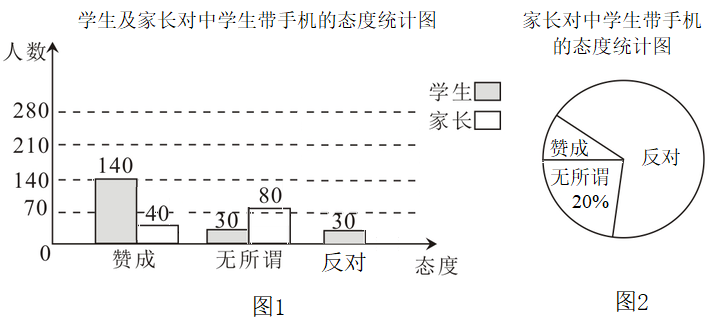 学生及家长对中学生带手机的态度统计图
人数
280
210
140
70
0
140
40
30
80
30
赞成
无所谓
反对
态度
学生
家长
图1
家长对中学生带手机
的态度统计图
赞成
反对
无所谓
20%
图2